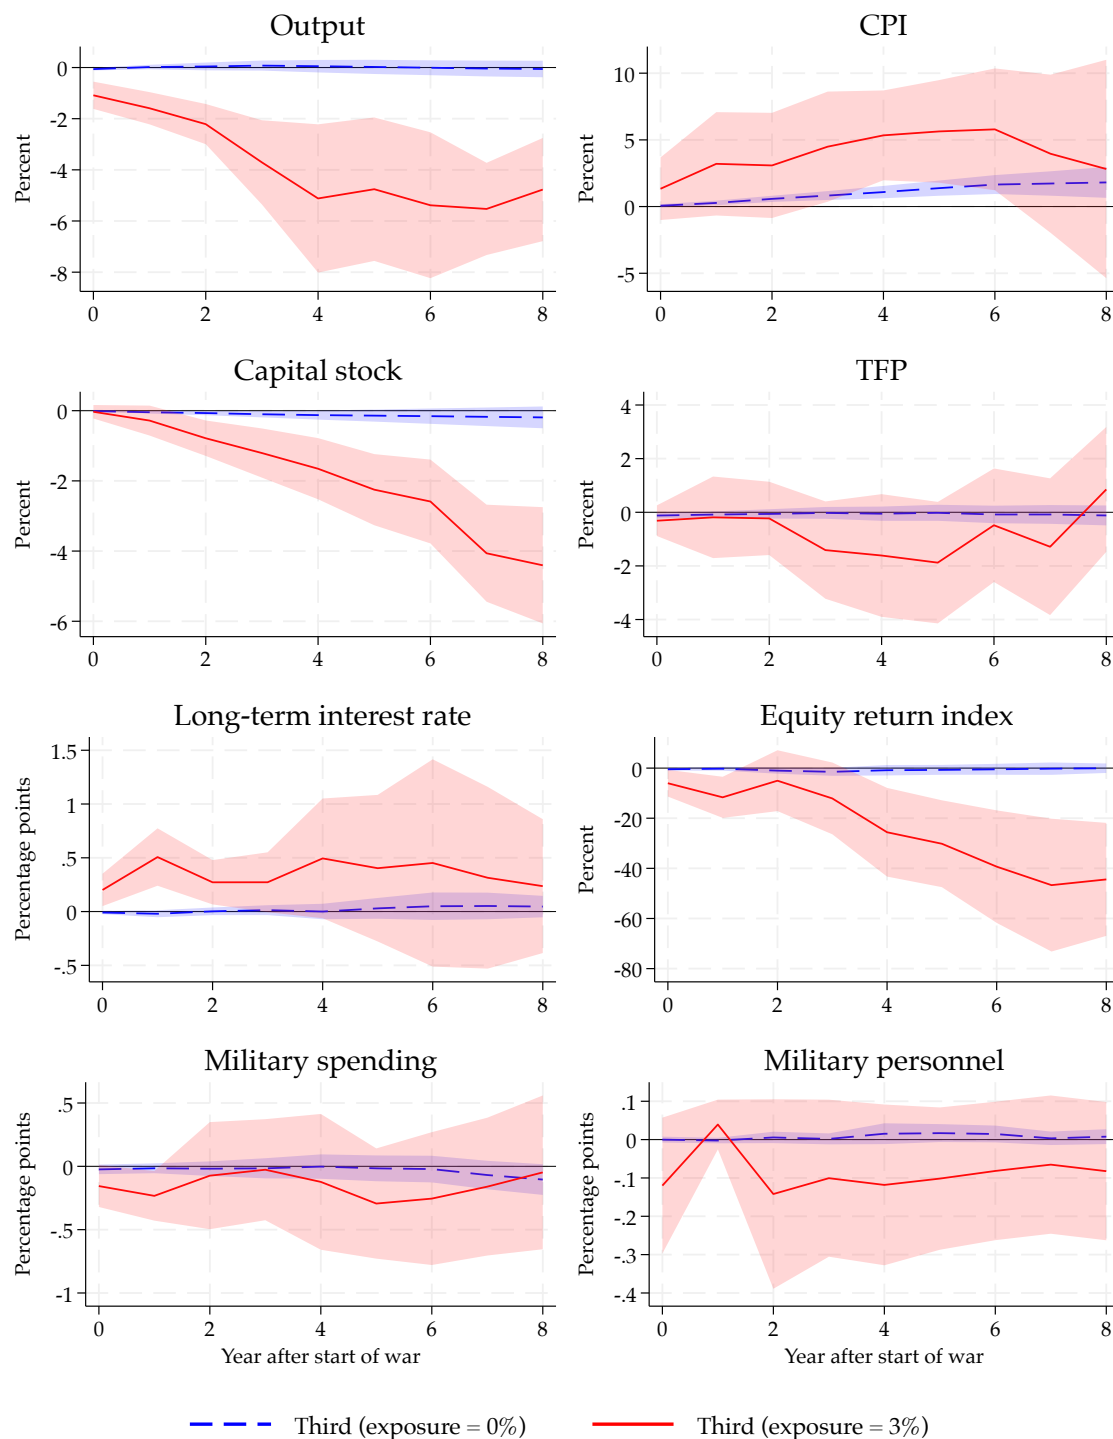 Output
CPI
Percent
0
-2
-4
-6
-8
0 2 4 6 8
Percent
10
5
0
-5
0 2 4 6 8
Capital stock
TFP
Percent
0
-2
-4
-6
0 2 4 6 8
Percent
4
2
0
-2
-4
0 2 4 6 8
Long-term interest rate
Equity return index
Percentage points
1.5
1
.5
0
-.5
0 2 4 6 8
Percent
0
-20
-40
-60
-80
0 2 4 6 8
Military spending
Military personnel
Percentage points
.5
0
-.5
-1
0 2 4 6 8
Year after start of war
Percentage points
.1
0
-.1
-.2
-.3
-.4
0 2 4 6 8
Year after start of war
Third (exposure = 0%)
Third (exposure = 3%)